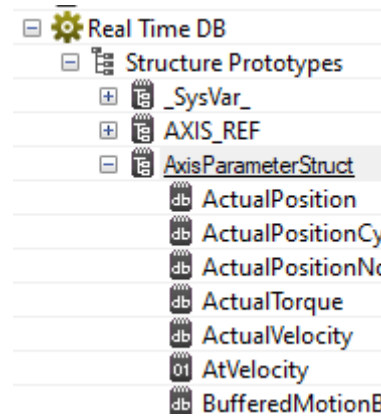 Real Time DB
Structure Prototypes
_SysVar_
AXIS_REF
AxisParameterStruct
ActualPosition
ActualPositionCy
ActualPositionNo
ActualTorque
ActualVelocity
AtVelocity
BufferedMotionB